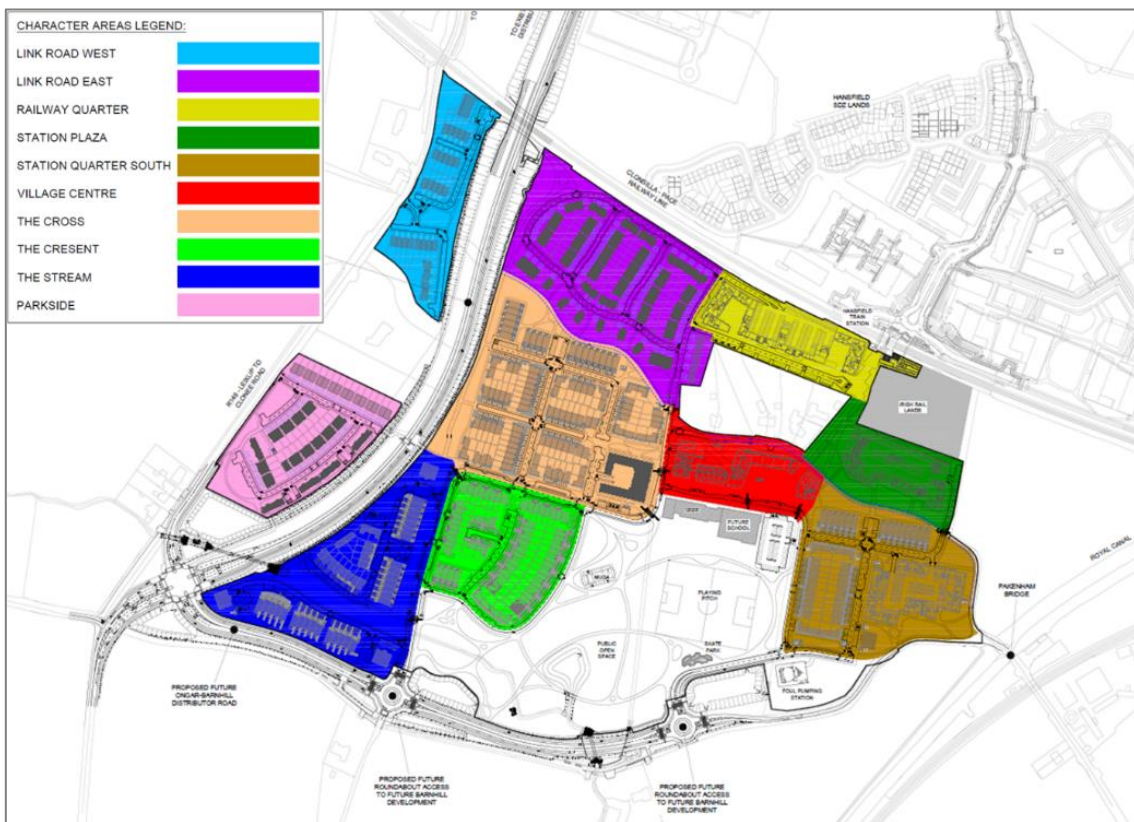 CHARACTER AREAS LEGEND:
LINK ROAD WEST
LINK ROAD EAST
RAILWAY QUARTER
STATION PLAZA
STATION QUARTER SOUTH
VILLAGE CENTRE
THE CROSS
THE CRESENT
THE STREAM
PARKSIDE
HANSFIELD
SDZ LANDS
CLONSILLA - PACE
RAILWAY LINE
HANSFIELD
TRAIN
STATION
IRISH RAIL
LANDS
CLONEE ROAD
FUTURE
SCHOOL
ROYAL CANAL
PAKENHAM
BRIDGE
MUGA
PLAYING
PITCH
PUBLIC
OPEN
SPACE
SKATE
PARK
FOUL PUMPING
STATION
PROPOSED FUTURE
ONGAR-BARNHILL
DISTRIBUTOR ROAD
PROPOSED FUTURE
ROUNDABOUT ACCESS
TO FUTURE BARNHILL
DEVELOPMENT
PROPOSED FUTURE
ROUNDABOUT ACCESS
TO FUTURE BARNHILL
DEVELOPMENT